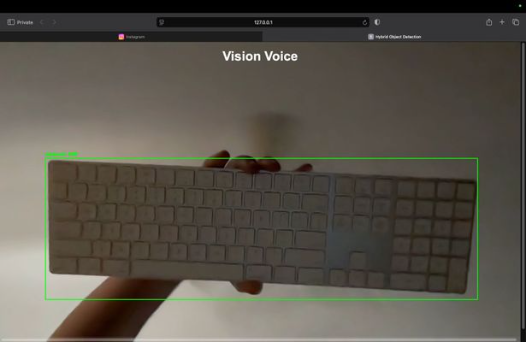 Private
127.0.0.1
Instagram
Hybrid Object Detection
Vision Voice